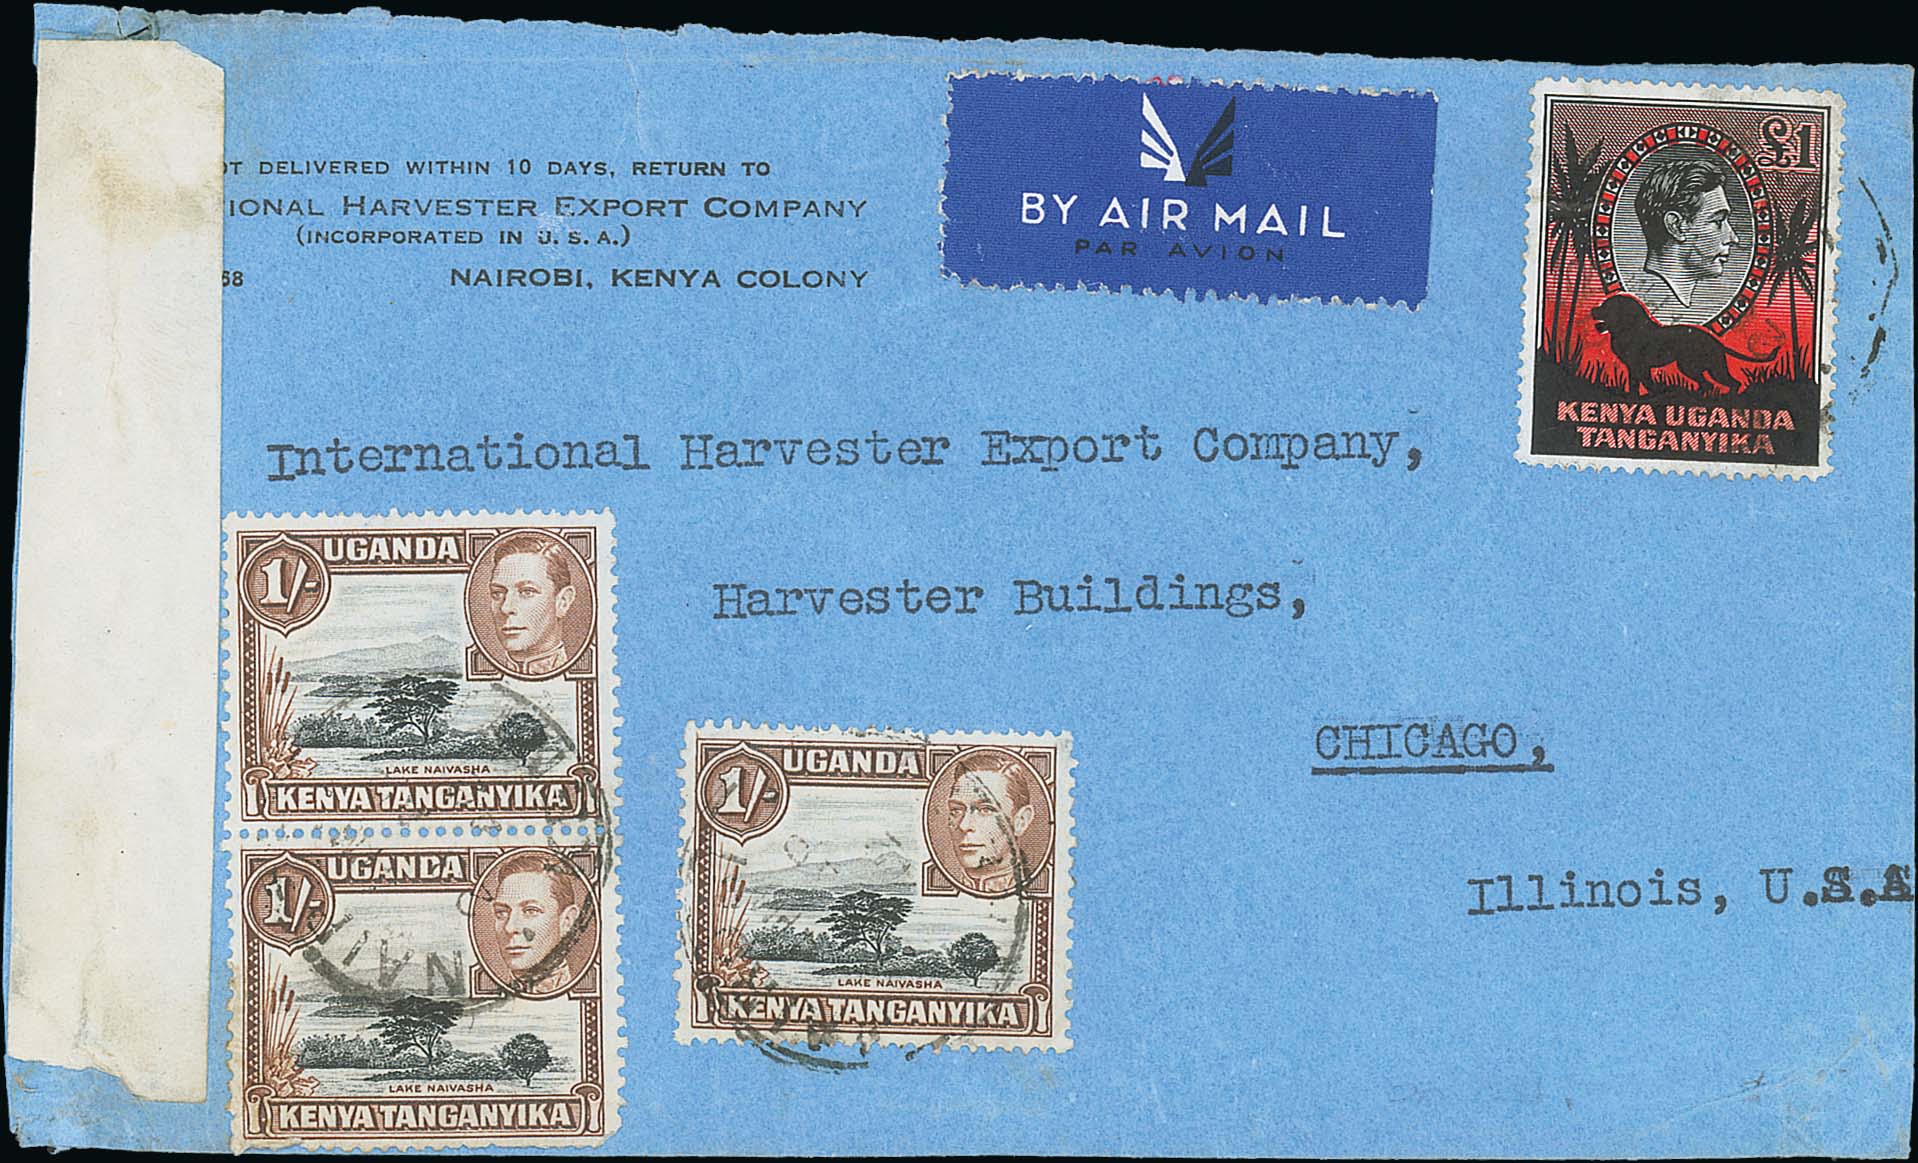 OT DELIVERED WITHIN 10 DAYS, RETURN TO
IONAL HARVESTER EXPORT COMPANY
(INCORPORATED IN U. S. A.)
68 NAIROBI, KENYA COLONY
BY AIR MAIL
PAR AVION
£1
KENYA UGANDA
TANGANYIKA
International Harvester Export Company,
Harvester Buildings,
CHICAGO,
Illinois, U.S.A
UGANDA
1/-
LAKE NAIVASHA
KENYA TANGANYIKA
UGANDA
1/-
LAKE NAIVASHA
KENYA TANGANYIKA
UGANDA
1/-
LAKE NAIVASHA
KENYA TANGANYIKA